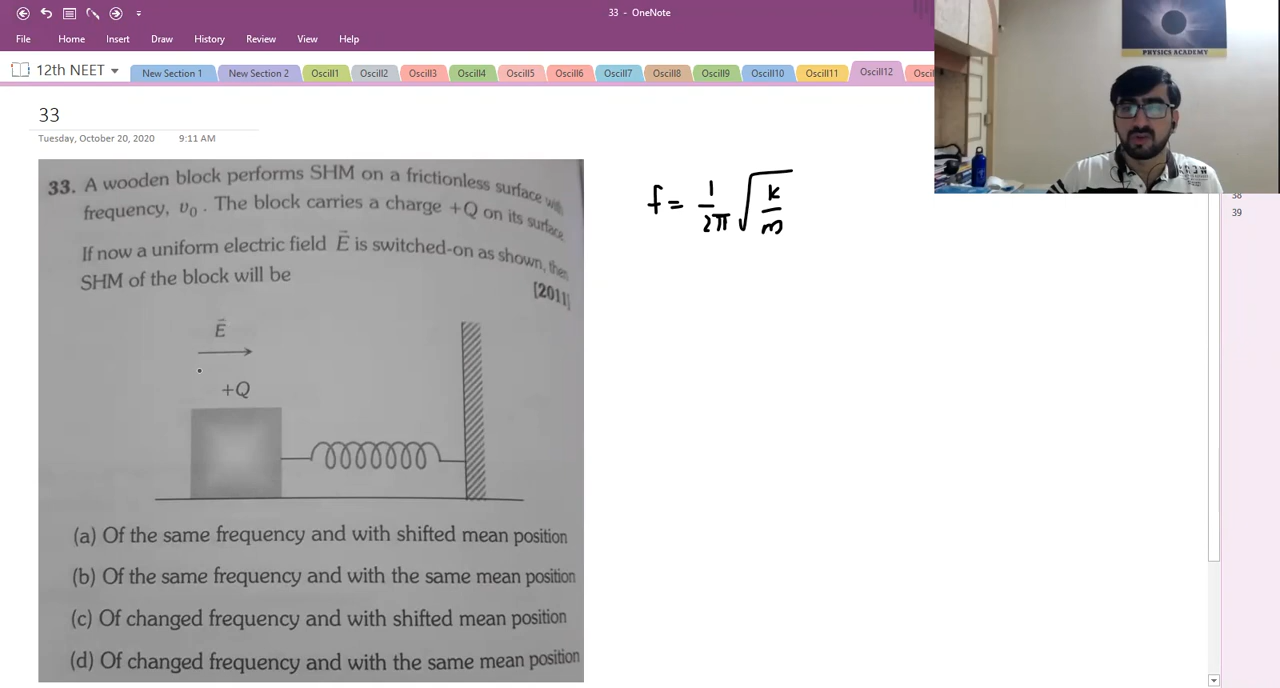 33 - OneNote
File Home Insert Draw History Review View Help
12th NEET New Section 1 New Section 2 Oscill1 Oscill2 Oscill3 Oscill4 Oscill5 Oscill6 Oscill7 Oscill8 Oscill9 Oscill10 Oscill11 Oscill12 Oscil
PHYSICS ACADEMY
33
Tuesday, October 20, 2020 9:11 AM
33. A wooden block performs SHM on a frictionless surface with
frequency, υ0 . The block carries a charge +Q on its surface.
If now a uniform electric field E⃗ is switched-on as shown, then
SHM of the block will be
[2011]
E⃗
+Q
(a) Of the same frequency and with shifted mean position
(b) Of the same frequency and with the same mean position
(c) Of changed frequency and with shifted mean position
(d) Of changed frequency and with the same mean position
f = 1/2π √k/m
38
39